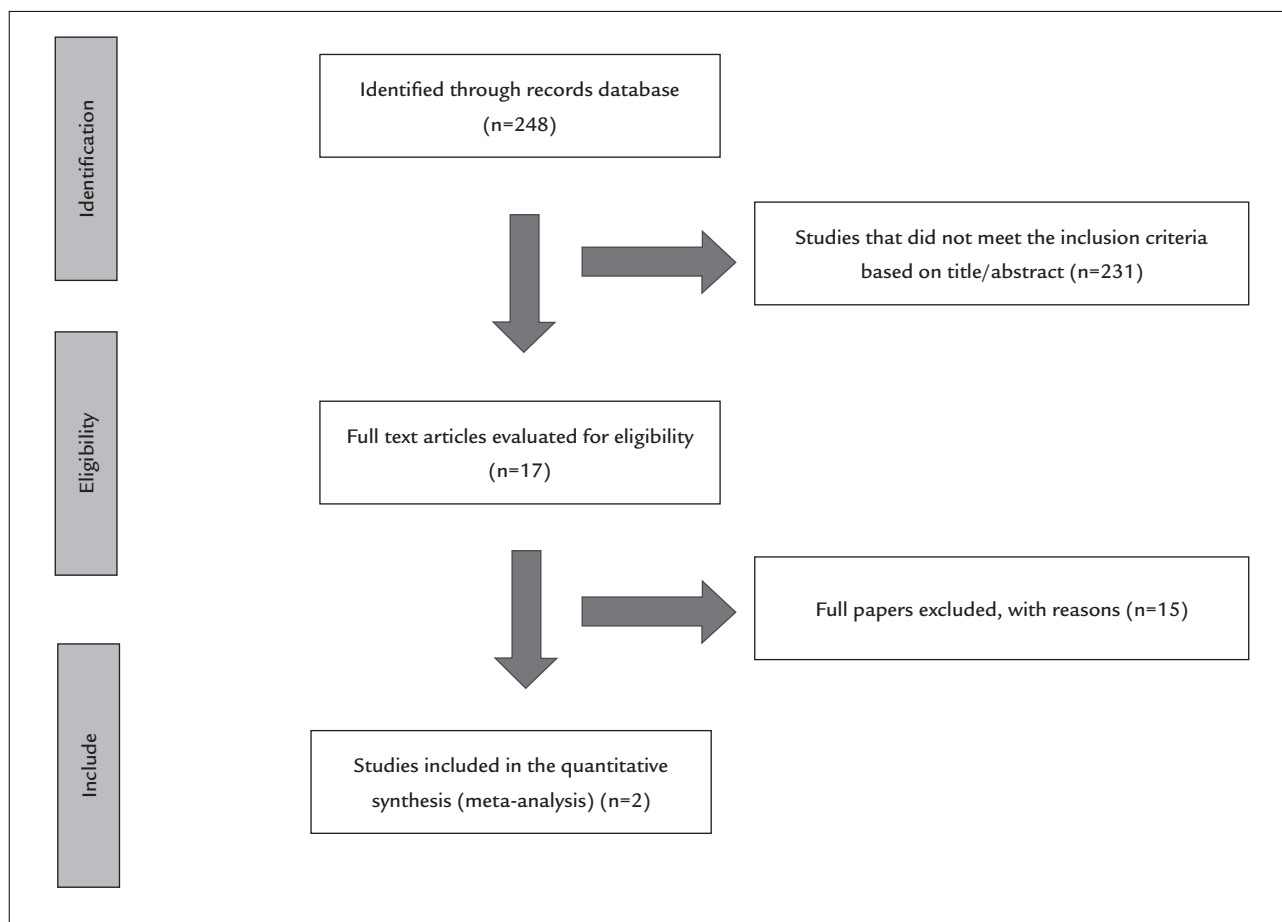 Identification
Identified through records database
(n=248)
Studies that did not meet the inclusion criteria
based on title/abstract (n=231)
Eligibility
Full text articles evaluated for eligibility
(n=17)
Full papers excluded, with reasons (n=15)
Include
Studies included in the quantitative
synthesis (meta-analysis) (n=2)